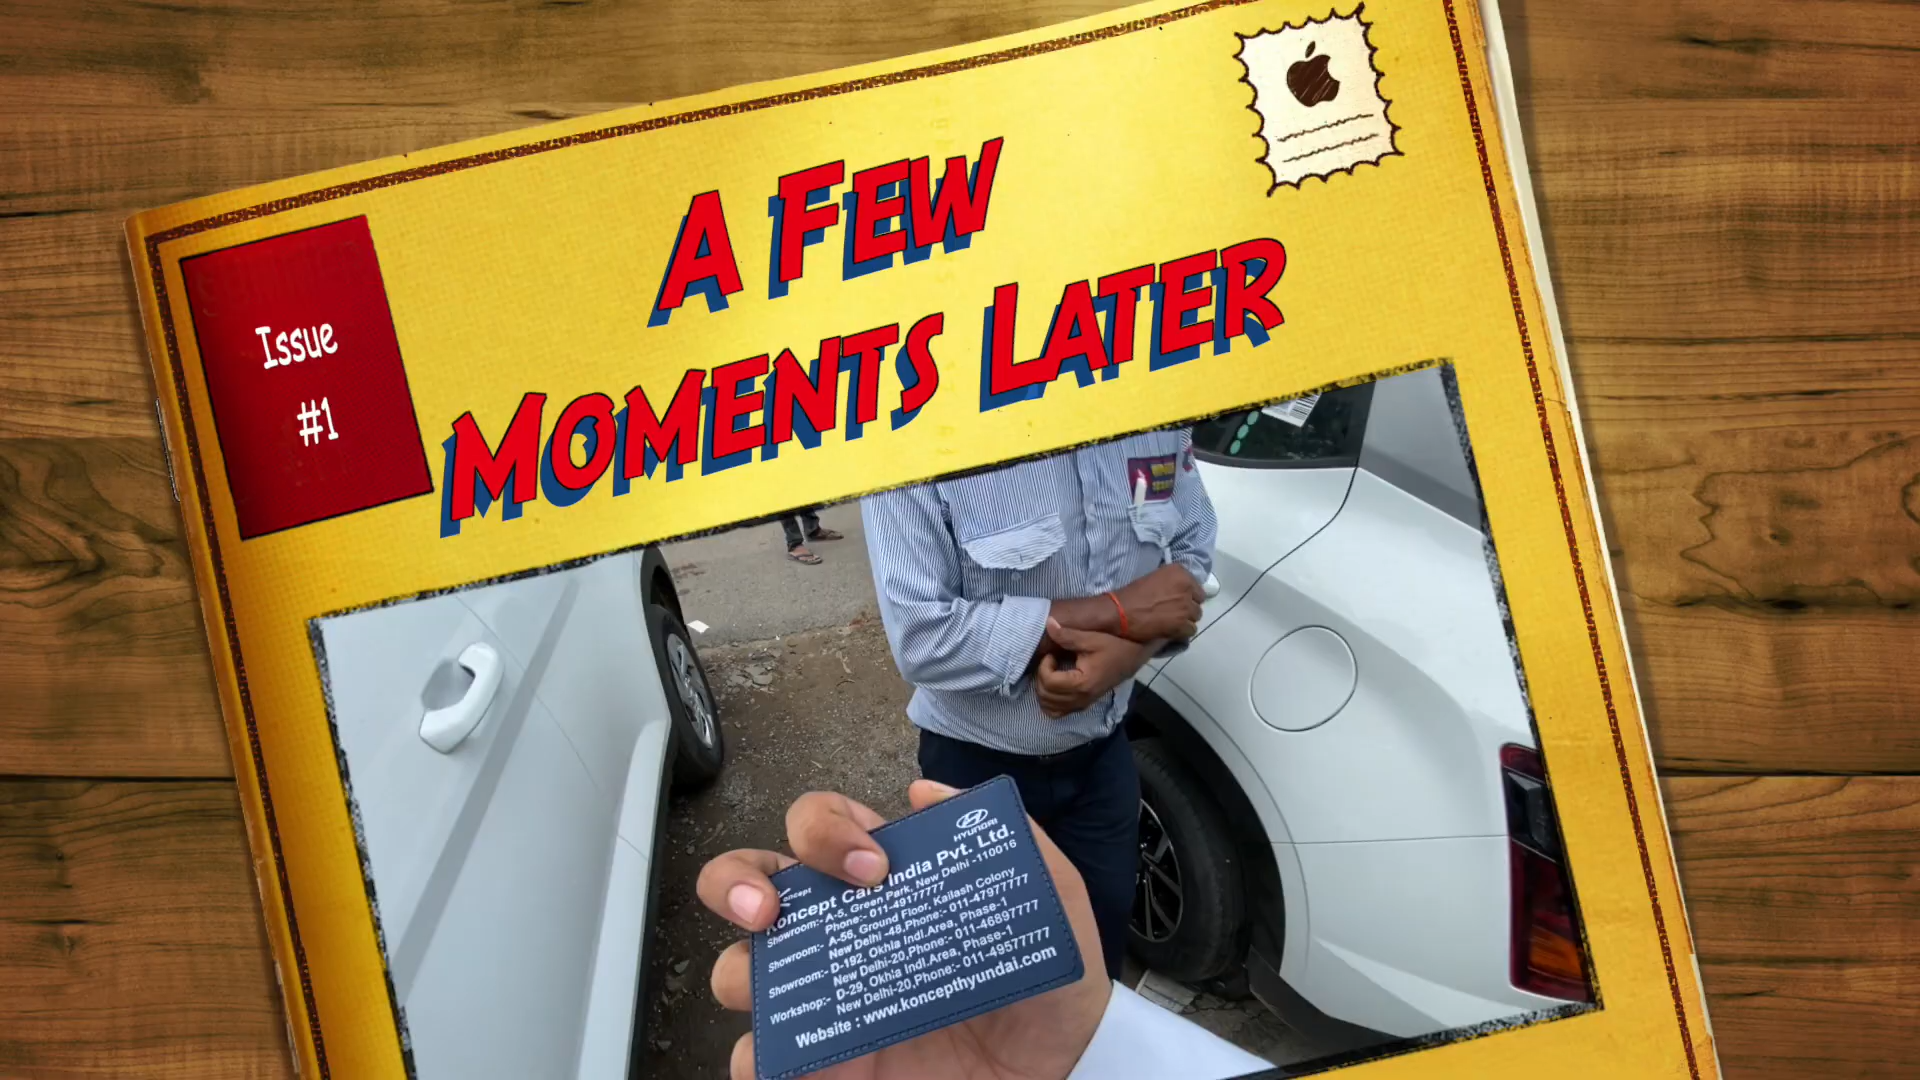 A FEW
MOMENTS LATER
Issue
#1
HYUNDAI
Koncept
Koncept Cars India Pvt. Ltd.
Showroom:- A-5, Green Park, New Delhi -110016
Phone:- 011-49177777
Showroom:- A-56, Ground Floor, Kailash Colony
New Delhi -48,Phone:- 011-47977777
Showroom:- D-192, Okhla Indl.Area, Phase-1
New Delhi-20,Phone:- 011-46897777
Workshop:- D-29, Okhla Indl.Area, Phase-1
New Delhi-20,Phone:- 011-49577777
Website : www.koncepthyundai.com